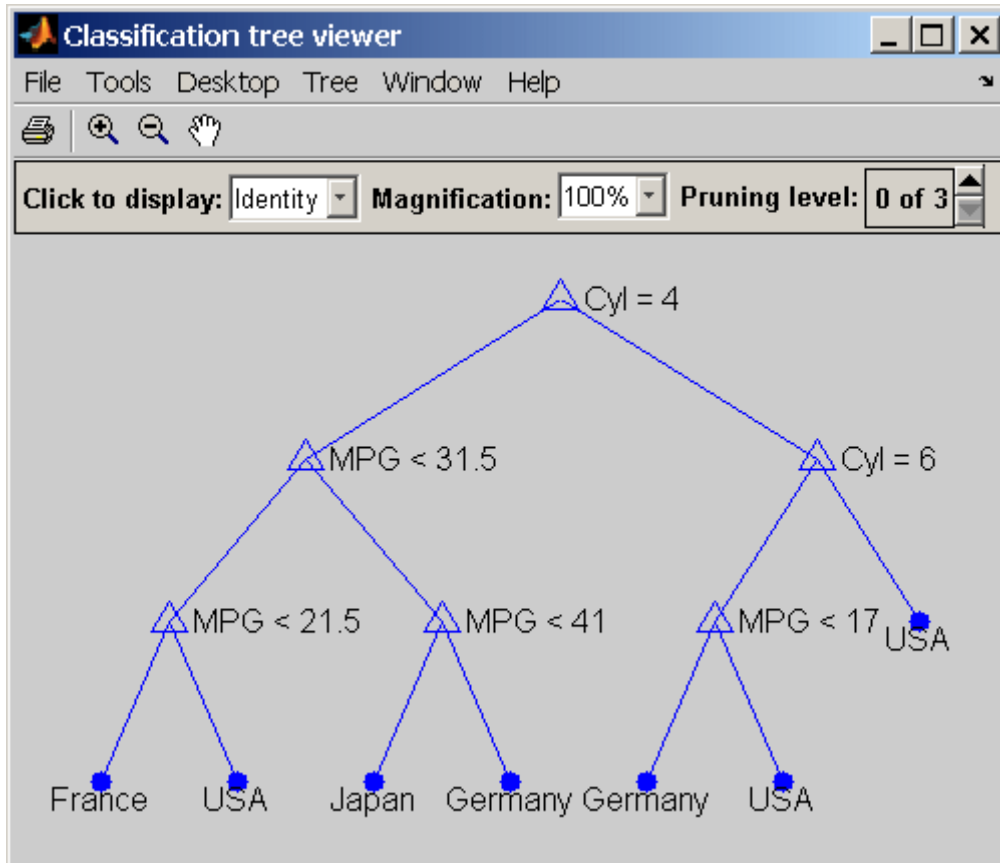 Classification tree viewer
File Tools Desktop Tree Window Help
Click to display: Identity Magnification: 100% Pruning level: 0 of 3
Cyl = 4
MPG < 31.5 Cyl = 6
MPG < 21.5 MPG < 41 MPG < 17 USA
France USA Japan Germany Germany USA